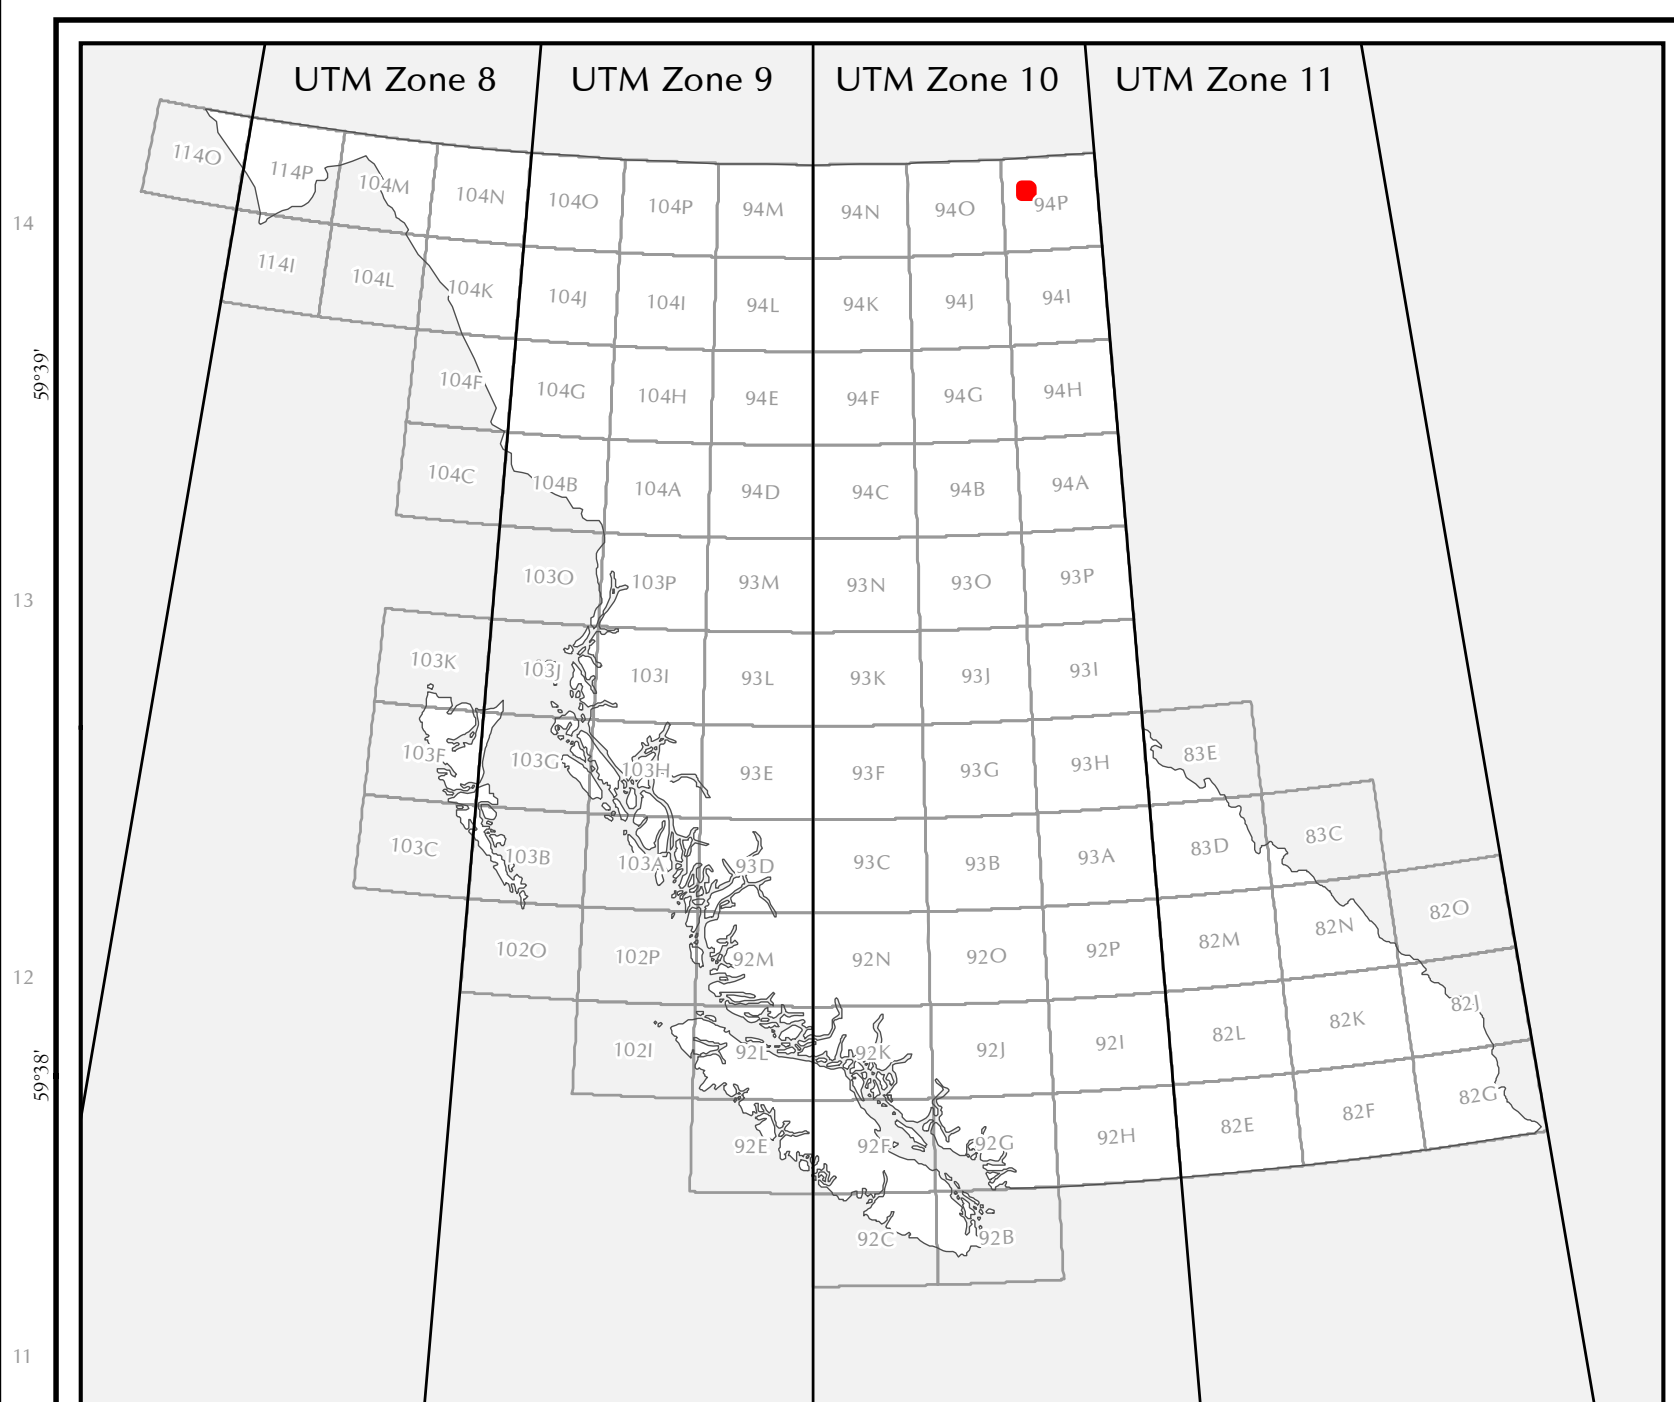 UTM Zone 8 UTM Zone 9 UTM Zone 10 UTM Zone 11
114O 114P 104M 104N 104O 104P 94M 94N 94O 94P
14
114I 104L 104K 104J 104I 94L 94K 94J 94I
59°39'
104F 104G 104H 94E 94F 94G 94H
104C 104B 104A 94D 94C 94B 94A
103O 103P 93M 93N 93O 93P
13
103K 103J 103I 93L 93K 93J 93I
103F 103G 103H 93E 93F 93G 93H 83E
103C 103B 103A 93D 93C 93B 93A 83D 83C
102O 102P 92M 92N 92O 92P 82M 82N 82O
12
102I 92L 92K 92J 92I 82L 82K 82J
59°38'
92E 92F 92G 92H 82E 82F 82G
92C 92B
11